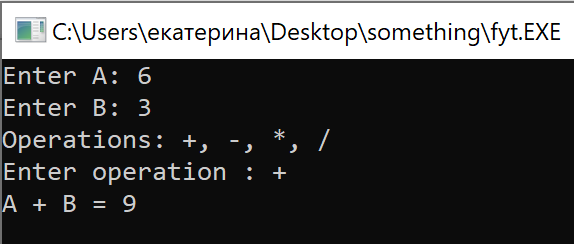 C:\Users\екатерина\Desktop\something\fyt.EXE
Enter A: 6
Enter B: 3
Operations: +, -, *, /
Enter operation : +
A + B = 9